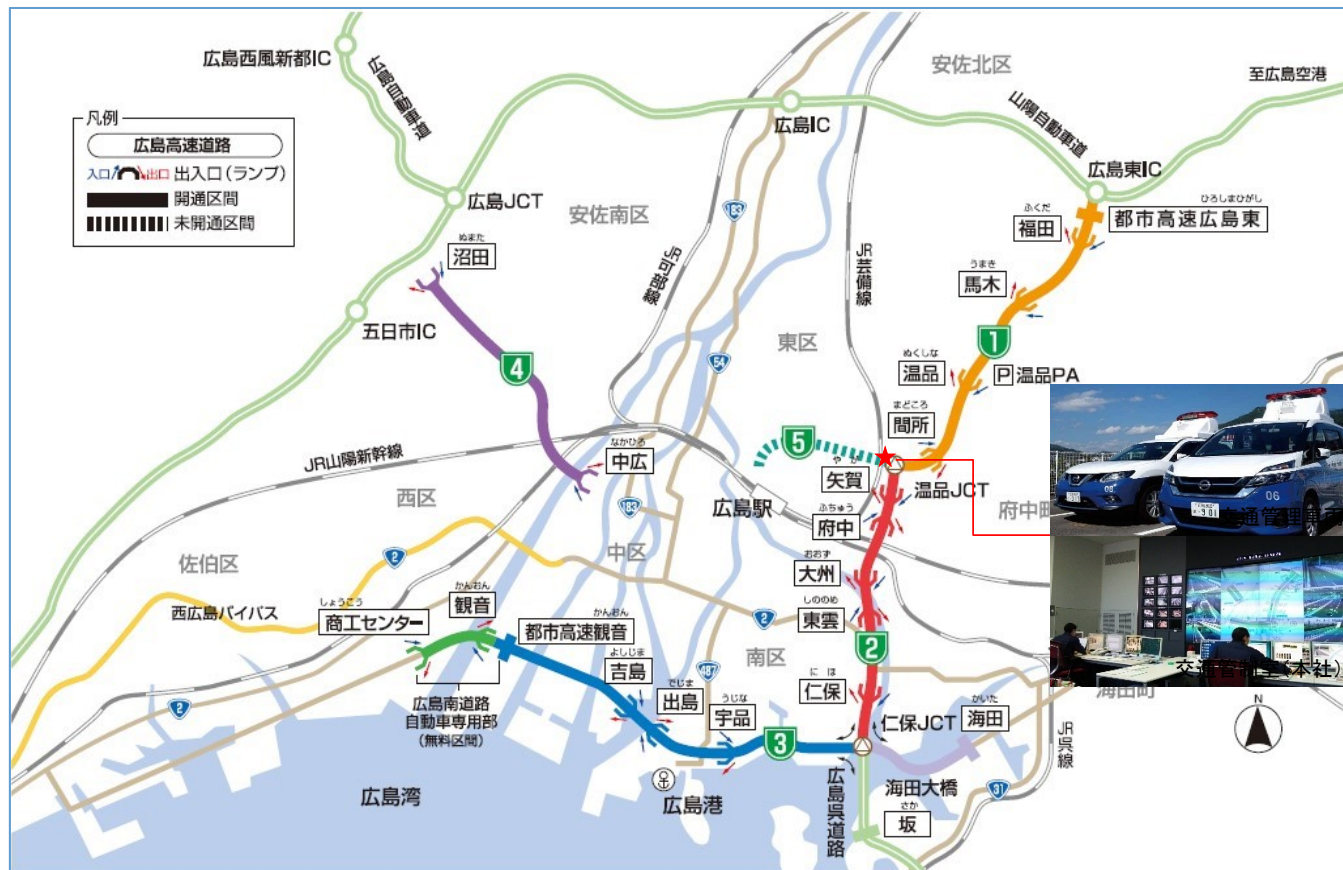 広島西風新都IC
広島自動車道
安佐北区
至広島空港
凡例
広島高速道路
入口 出口 出入口(ランプ)
開通区間
未開通区間
広島IC
山陽自動車道
広島東IC
ひろしまひがし
都市高速広島東
広島JCT
安佐南区
183
ふくだ
福田
ぬまた
沼田
JR可部線
JR芸備線
うまき
馬木
五日市IC
東区
1
4
54
ぬくしな
温品
P 温品PA
まどころ
間所
5
なかひろ
中広
JR山陽新幹線
や が
矢賀
温品JCT
西区
広島駅
183
ふちゅう
府中
府中町
06
中区
おおず
大州
2
佐伯区
しののめ
東雲
西広島バイパス
しょうこう
商工センター
かんおん
観音
かんおん
都市高速観音
2
南区
2
よしじま
吉島
487
でじま
出島
うじな
宇品
に ほ
仁保
交通管制室(本社)
海田町
かいた
海田
仁保JCT
N
2
広島南道路
自動車専用部
(無料区間)
3
JR呉線
広島湾
広島港
広島呉道路
海田大橋
31
さか
坂